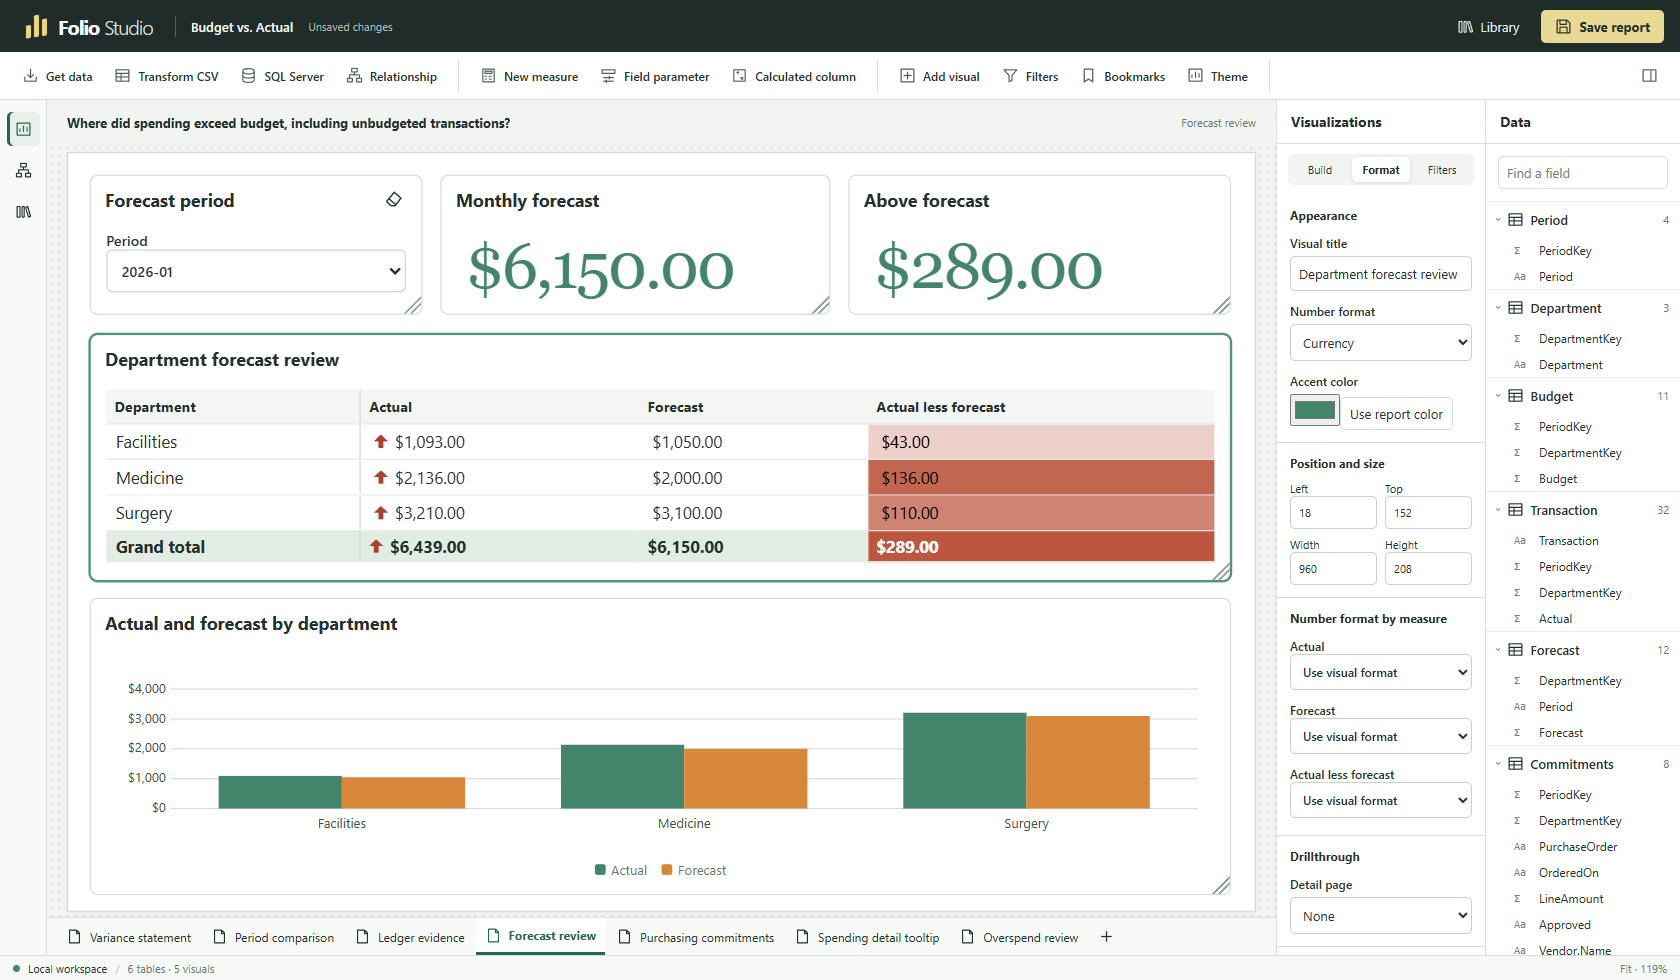 Folio Studio
Budget vs. Actual
Unsaved changes
Library
Save report
Get data
Transform CSV
SQL Server
Relationship
New measure
Field parameter
Calculated column
Add visual
Filters
Bookmarks
Theme
Where did spending exceed budget, including unbudgeted transactions?
Forecast review
Forecast period
Period
2026-01
Monthly forecast
$6,150.00
Above forecast
$289.00
Department forecast review
Department Actual Forecast Actual less forecast
Facilities $1,093.00 $1,050.00 $43.00
Medicine $2,136.00 $2,000.00 $136.00
Surgery $3,210.00 $3,100.00 $110.00
Grand total $6,439.00 $6,150.00 $289.00
Actual and forecast by department
$4,000
$3,000
$2,000
$1,000
$0
Facilities Medicine Surgery
Actual Forecast
Visualizations
Build Format Filters
Appearance
Visual title
Department forecast review
Number format
Currency
Accent color
Use report color
Position and size
Left Top
18 152
Width Height
960 208
Number format by measure
Actual
Use visual format
Forecast
Use visual format
Actual less forecast
Use visual format
Drillthrough
Detail page
None
Data
Find a field
Period 4
Σ PeriodKey
Aa Period
Department 3
Σ DepartmentKey
Aa Department
Budget 11
Σ PeriodKey
Σ DepartmentKey
Σ Budget
Transaction 32
Aa Transaction
Σ PeriodKey
Σ DepartmentKey
Σ Actual
Forecast 12
Σ DepartmentKey
Aa Period
Σ Forecast
Commitments 8
Σ PeriodKey
Σ DepartmentKey
Aa PurchaseOrder
Aa OrderedOn
Σ LineAmount
Aa Approved
Aa Vendor.Name
Variance statement
Period comparison
Ledger evidence
Forecast review
Purchasing commitments
Spending detail tooltip
Overspend review
+
Local workspace / 6 tables · 5 visuals
Fit · 119%